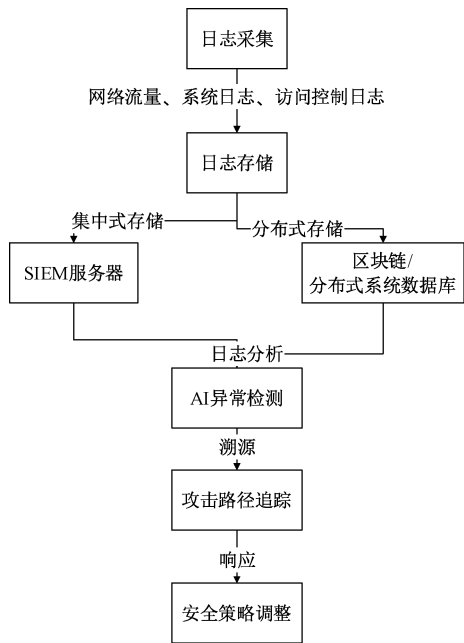 日志采集
网络流量、系统日志、访问控制日志
日志存储
集中式存储
分布式存储
SIEM服务器
区块链/
分布式系统数据库
日志分析
AI异常检测
溯源
攻击路径追踪
响应
安全策略调整